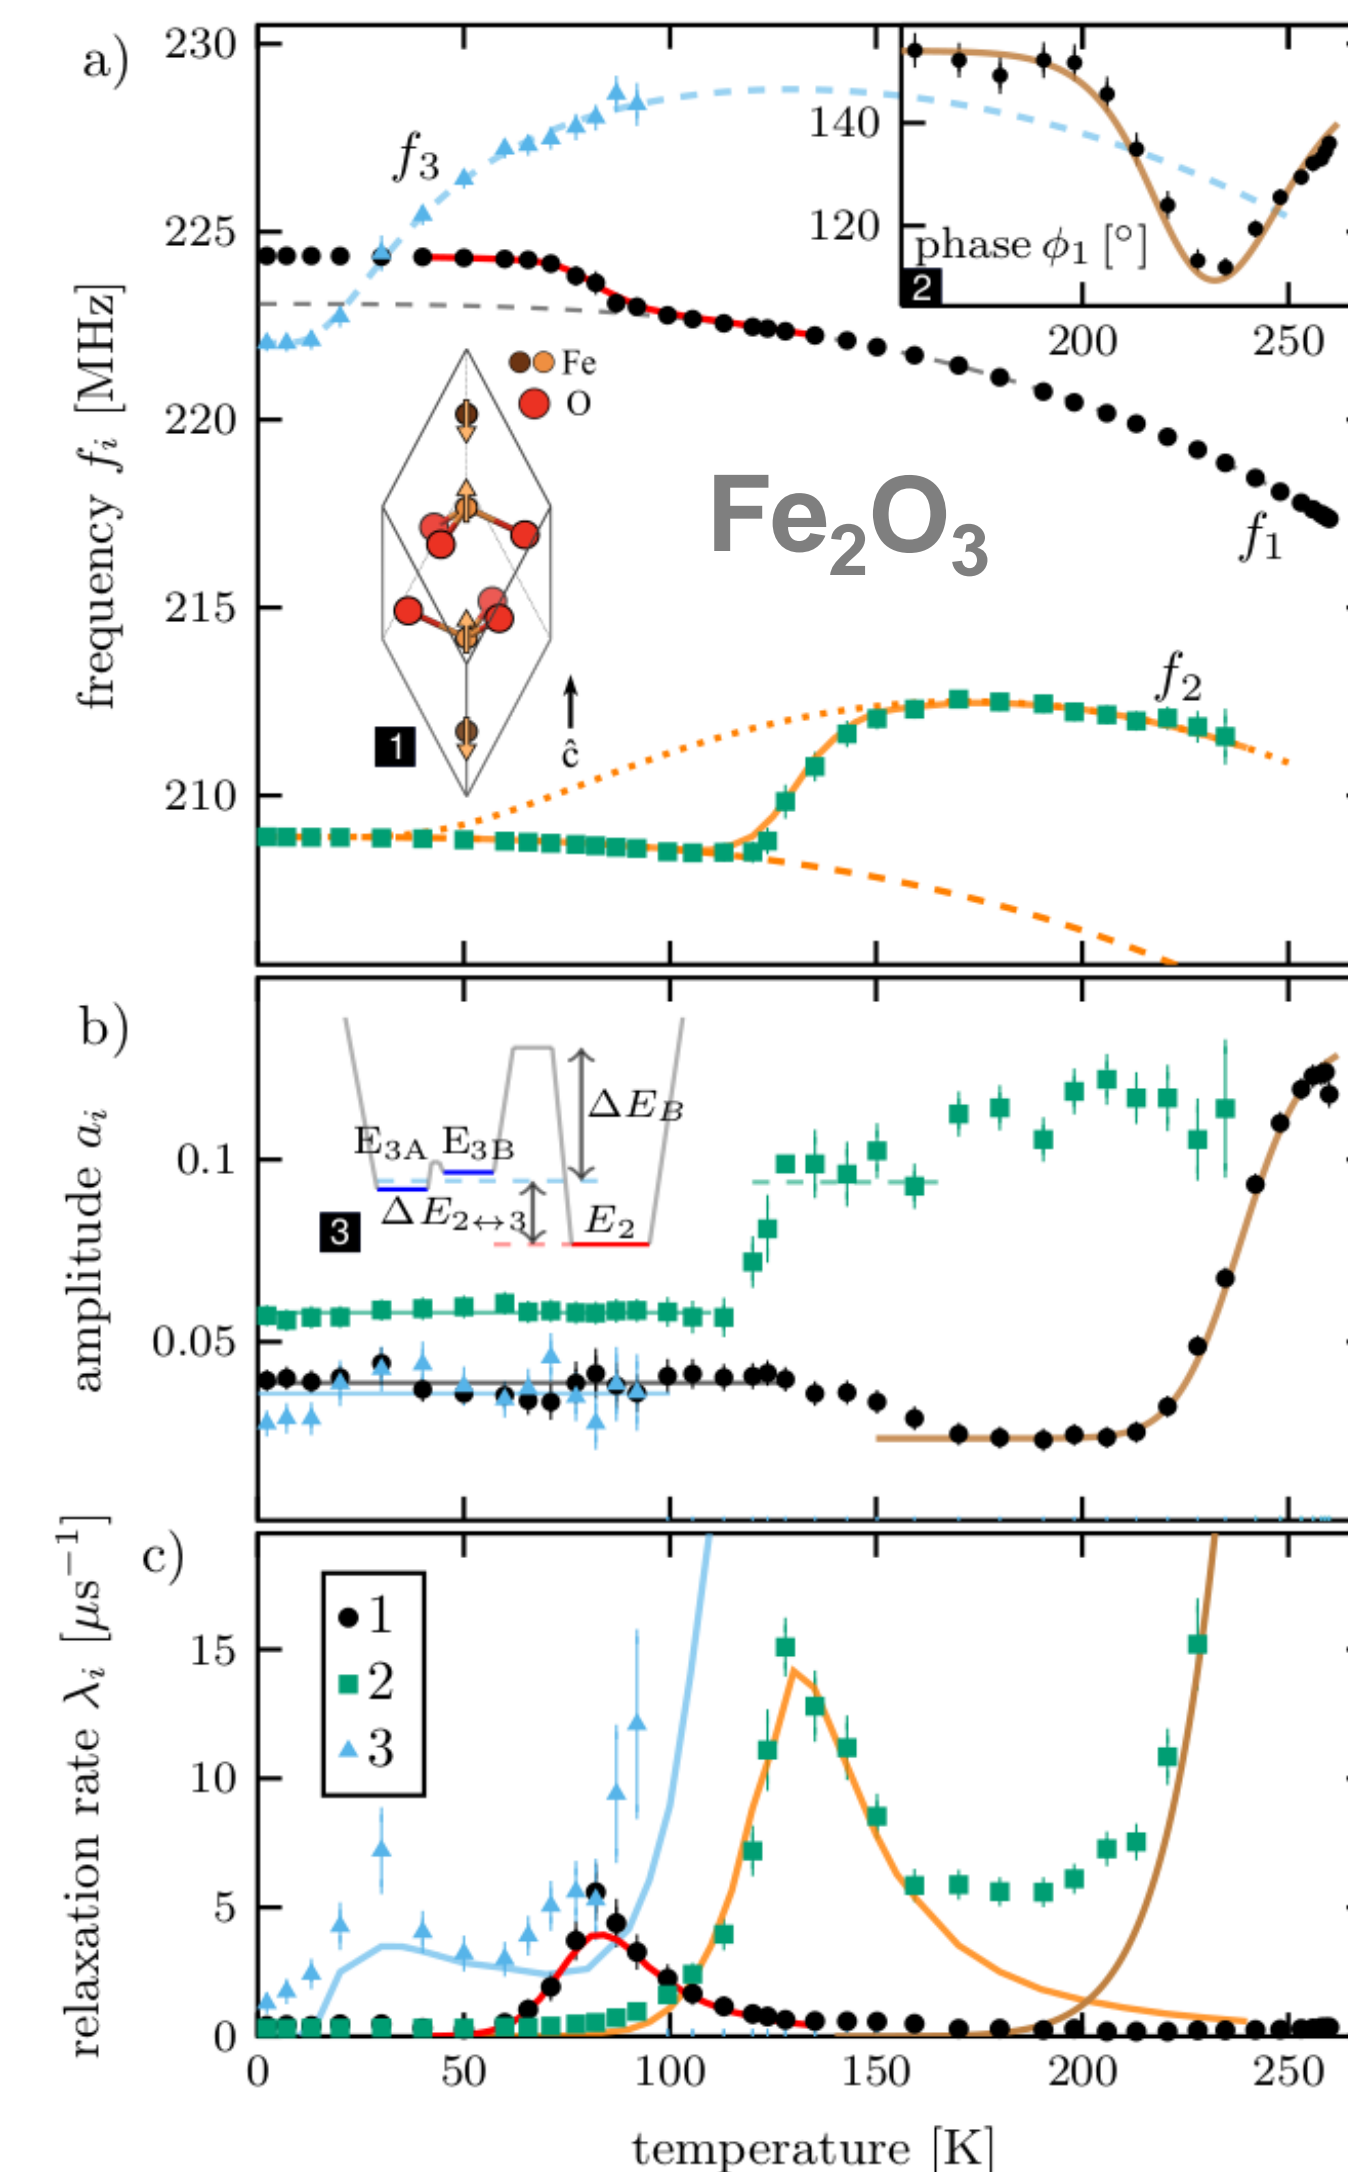 a)
230
225
220
215
210
frequency fᵢ [MHz]
f₃
f₁
f₂
140
120
phase ϕ₁ [°]
2
200 250
Fe
O
Fe₂O₃
1
ĉ
b)
0.1
0.05
amplitude aᵢ
E₃A E₃B
ΔE_B
ΔE₂↔₃
E₂
3
c)
15
10
5
0
relaxation rate λᵢ [μs⁻¹]
1
2
3
0 50 100 150 200 250
temperature [K]